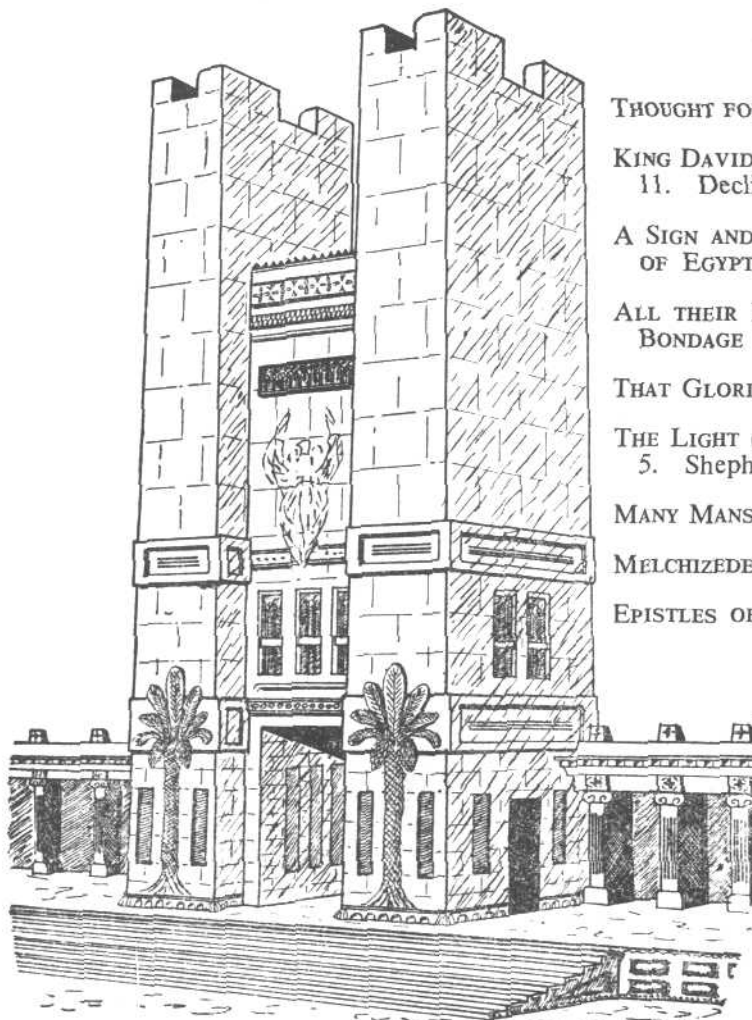 THOUGHT FO
KING DAVID
11. Decl
A SIGN AND
OF EGYPT
ALL THEIR
BONDAGE
THAT GLORI
THE LIGHT
5. Sheph
MANY MANS
MELCHIZEDE
EPISTLES OF